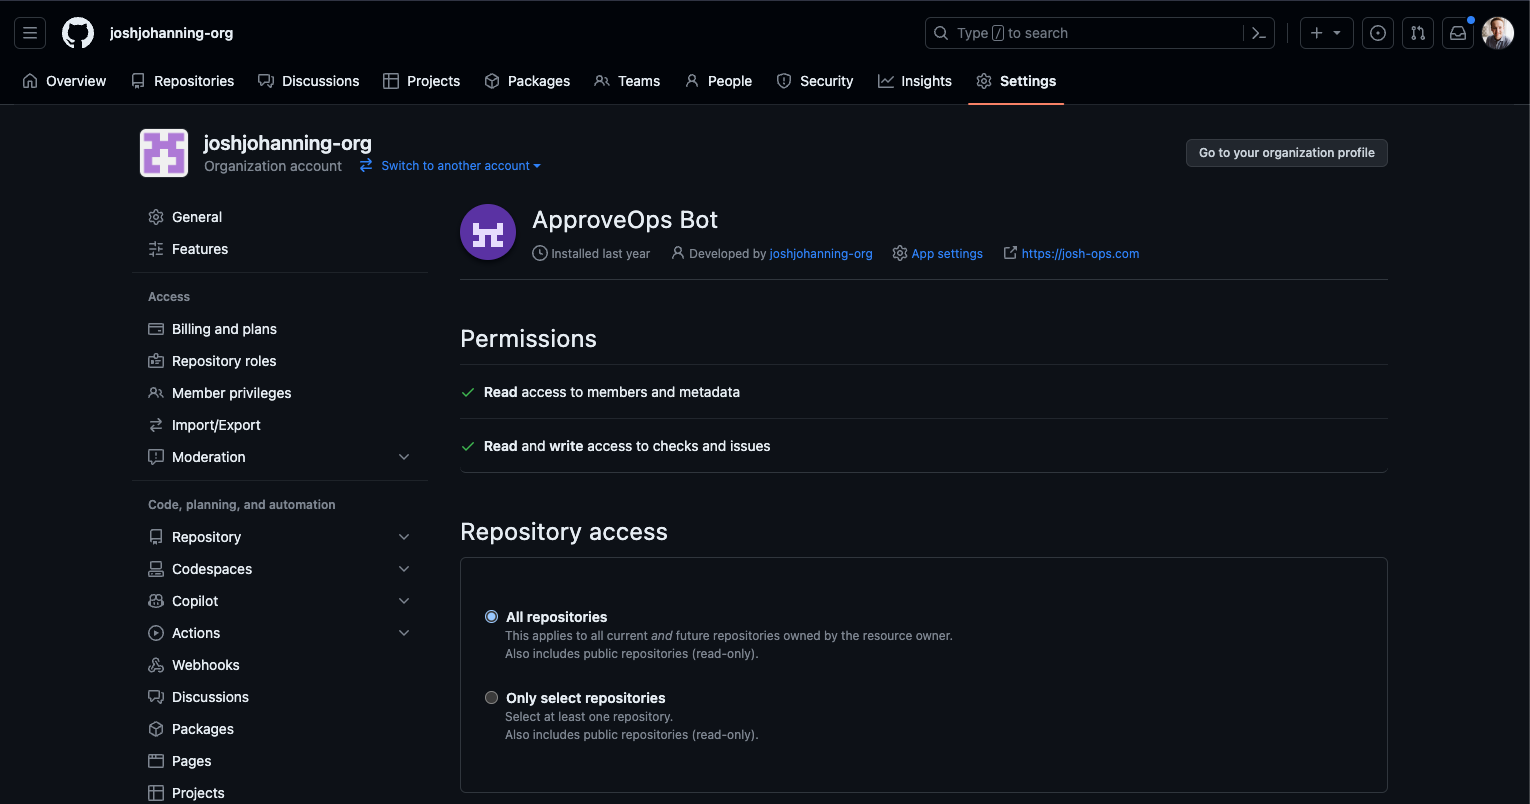 joshjohanning-org
Type / to search
Overview Repositories Discussions Projects Packages Teams People Security Insights Settings
joshjohanning-org
Organization account Switch to another account
Go to your organization profile
General
Features
Access
Billing and plans
Repository roles
Member privileges
Import/Export
Moderation
Code, planning, and automation
Repository
Codespaces
Copilot
Actions
Webhooks
Discussions
Packages
Pages
Projects
ApproveOps Bot
Installed last year Developed by joshjohanning-org App settings https://josh-ops.com
Permissions
Read access to members and metadata
Read and write access to checks and issues
Repository access
All repositories
This applies to all current and future repositories owned by the resource owner.
Also includes public repositories (read-only).
Only select repositories
Select at least one repository.
Also includes public repositories (read-only).